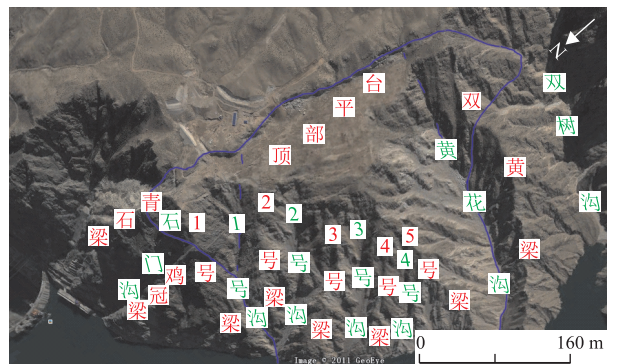 顶部平台
N
双树沟
双黄梁
黄花沟
青石梁
石门沟
鸡冠梁
1号梁
1号沟
2号梁
2号沟
3号梁
3号沟
4号梁
4号沟
5号梁
0 160 m
Image © 2011 GeoEye